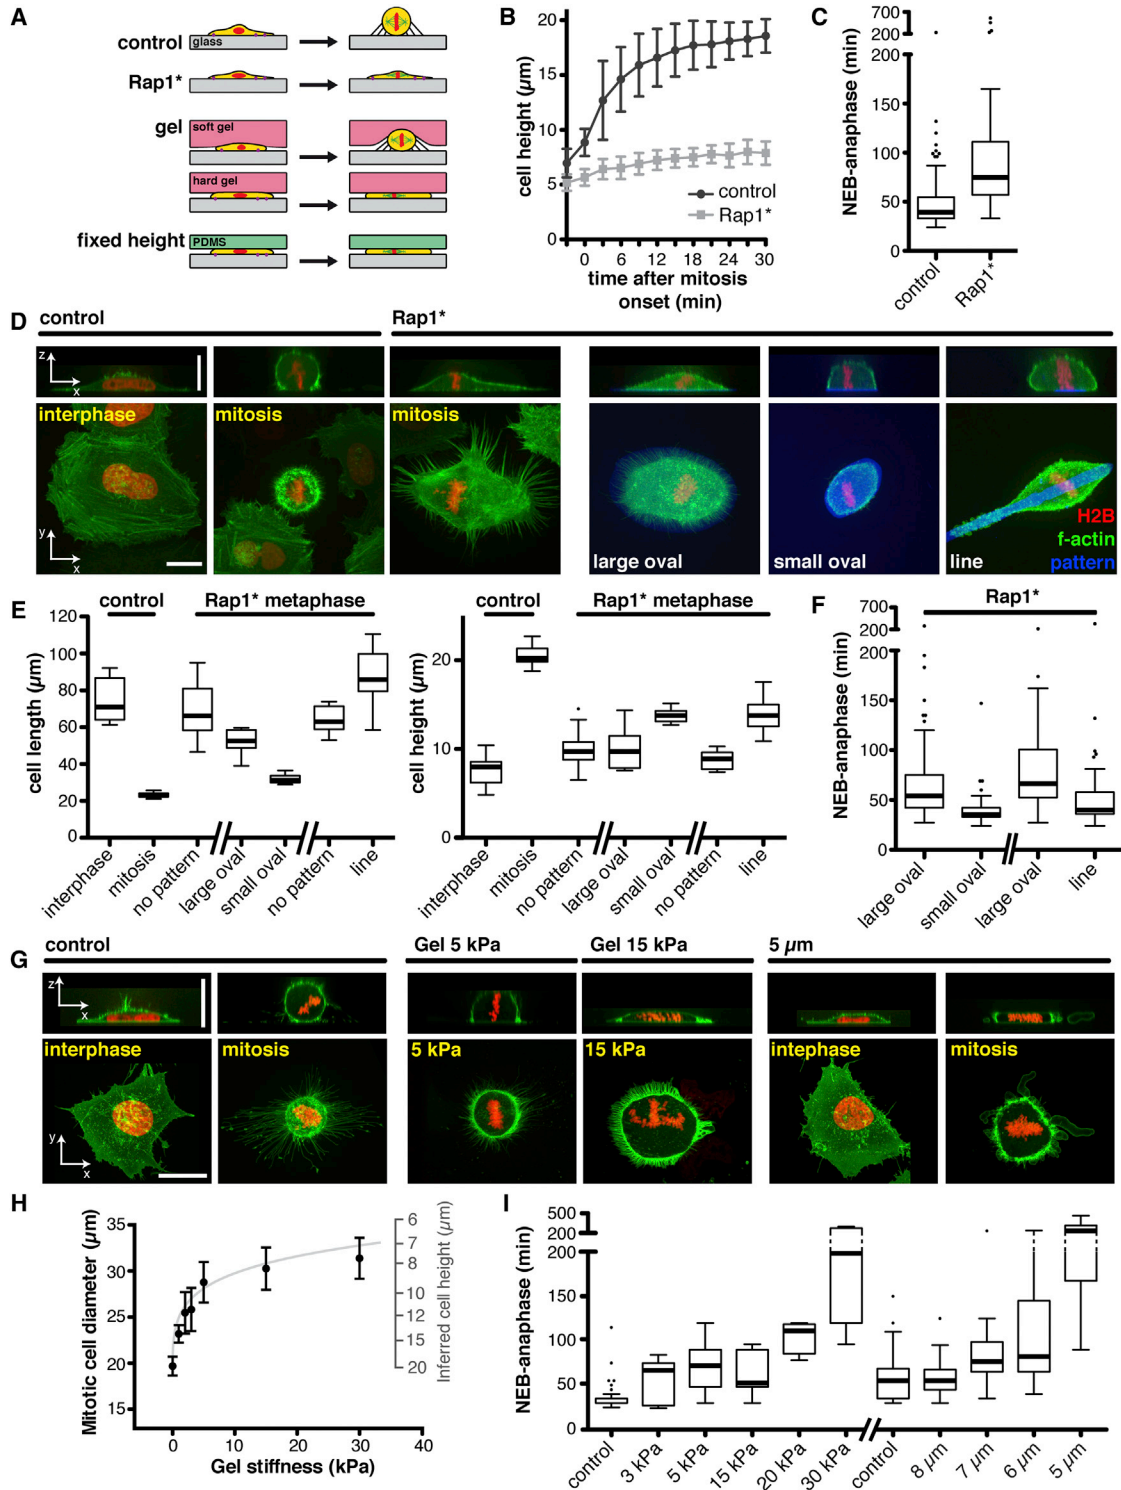 A
control
glass
Rap1*
gel
soft gel
hard gel
fixed height
PDMS
B
cell height (µm)
20
15
10
5
0
control
Rap1*
0 6 12 18 24 30
time after mitosis
onset (min)
C
NEB-anaphase (min)
700
200
200
150
100
50
0
control
Rap1*
D
control
Rap1*
z
x
interphase
mitosis
mitosis
y
x
large oval
small oval
line
H2B
f-actin
pattern
E
control
Rap1* metaphase
cell length (µm)
120
100
80
60
40
20
0
interphase
mitosis
no pattern
large oval
small oval
no pattern
line
control
Rap1* metaphase
cell height (µm)
20
10
0
interphase
mitosis
no pattern
large oval
small oval
no pattern
line
F
Rap1*
NEB-anaphase (min)
700
200
200
150
100
50
0
large oval
small oval
large oval
line
G
control
Gel 5 kPa
Gel 15 kPa
5 µm
z
x
interphase
mitosis
5 kPa
15 kPa
intephase
mitosis
y
x
H
Mitotic cell diameter (µm)
35
30
25
20
15
0 10 20 30 40
Gel stiffness (kPa)
6
7
8
10
12
15
20
Inferred cell height (µm)
I
NEB-anaphase (min)
500
200
200
100
50
0
control
3 kPa
5 kPa
15 kPa
20 kPa
30 kPa
control
8 µm
7 µm
6 µm
5 µm